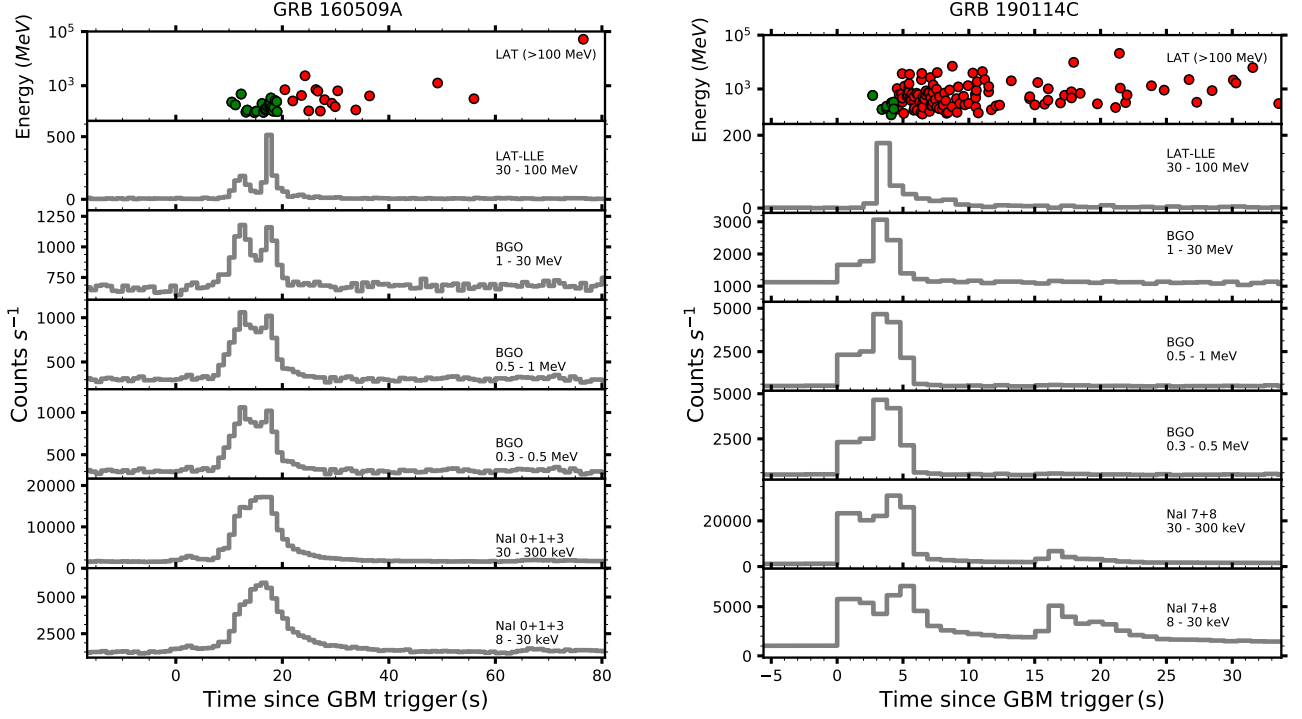 GRB 160509A
10^5
10^3
Energy (MeV)
LAT (>100 MeV)
500
0
LAT-LLE
30 - 100 MeV
1250
1000
750
BGO
1 - 30 MeV
1000
500
BGO
0.5 - 1 MeV
1000
500
BGO
0.3 - 0.5 MeV
20000
10000
0
NaI 0+1+3
30 - 300 keV
5000
2500
NaI 0+1+3
8 - 30 keV
Counts s^−1
0 20 40 60 80
Time since GBM trigger (s)
GRB 190114C
10^5
10^3
Energy (MeV)
LAT (>100 MeV)
200
0
LAT-LLE
30 - 100 MeV
3000
2000
1000
BGO
1 - 30 MeV
5000
2500
BGO
0.5 - 1 MeV
5000
2500
BGO
0.3 - 0.5 MeV
20000
0
NaI 7+8
30 - 300 keV
5000
0
NaI 7+8
8 - 30 keV
Counts s^−1
−5 0 5 10 15 20 25 30
Time since GBM trigger (s)